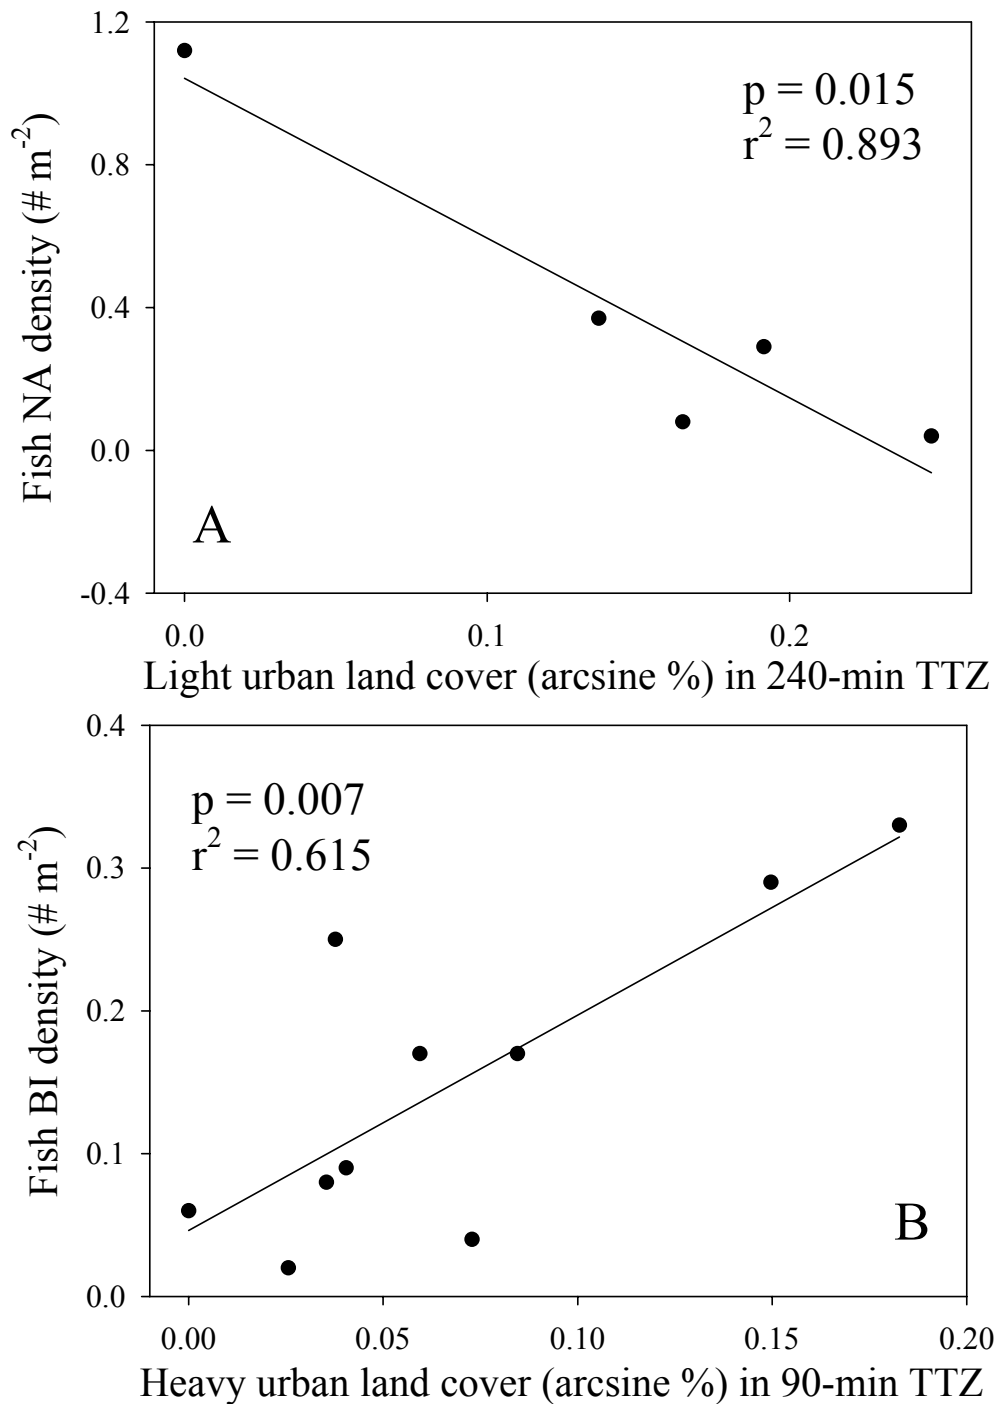 1.2
p = 0.015
r² = 0.893
0.8
Fish NA density (# m⁻²)
0.4
0.0
A
-0.4
0.0 0.1 0.2
Light urban land cover (arcsine %) in 240-min TTZ
0.4
p = 0.007
r² = 0.615
0.3
Fish BI density (# m⁻²)
0.2
0.1
B
0.0
0.00 0.05 0.10 0.15 0.20
Heavy urban land cover (arcsine %) in 90-min TTZ